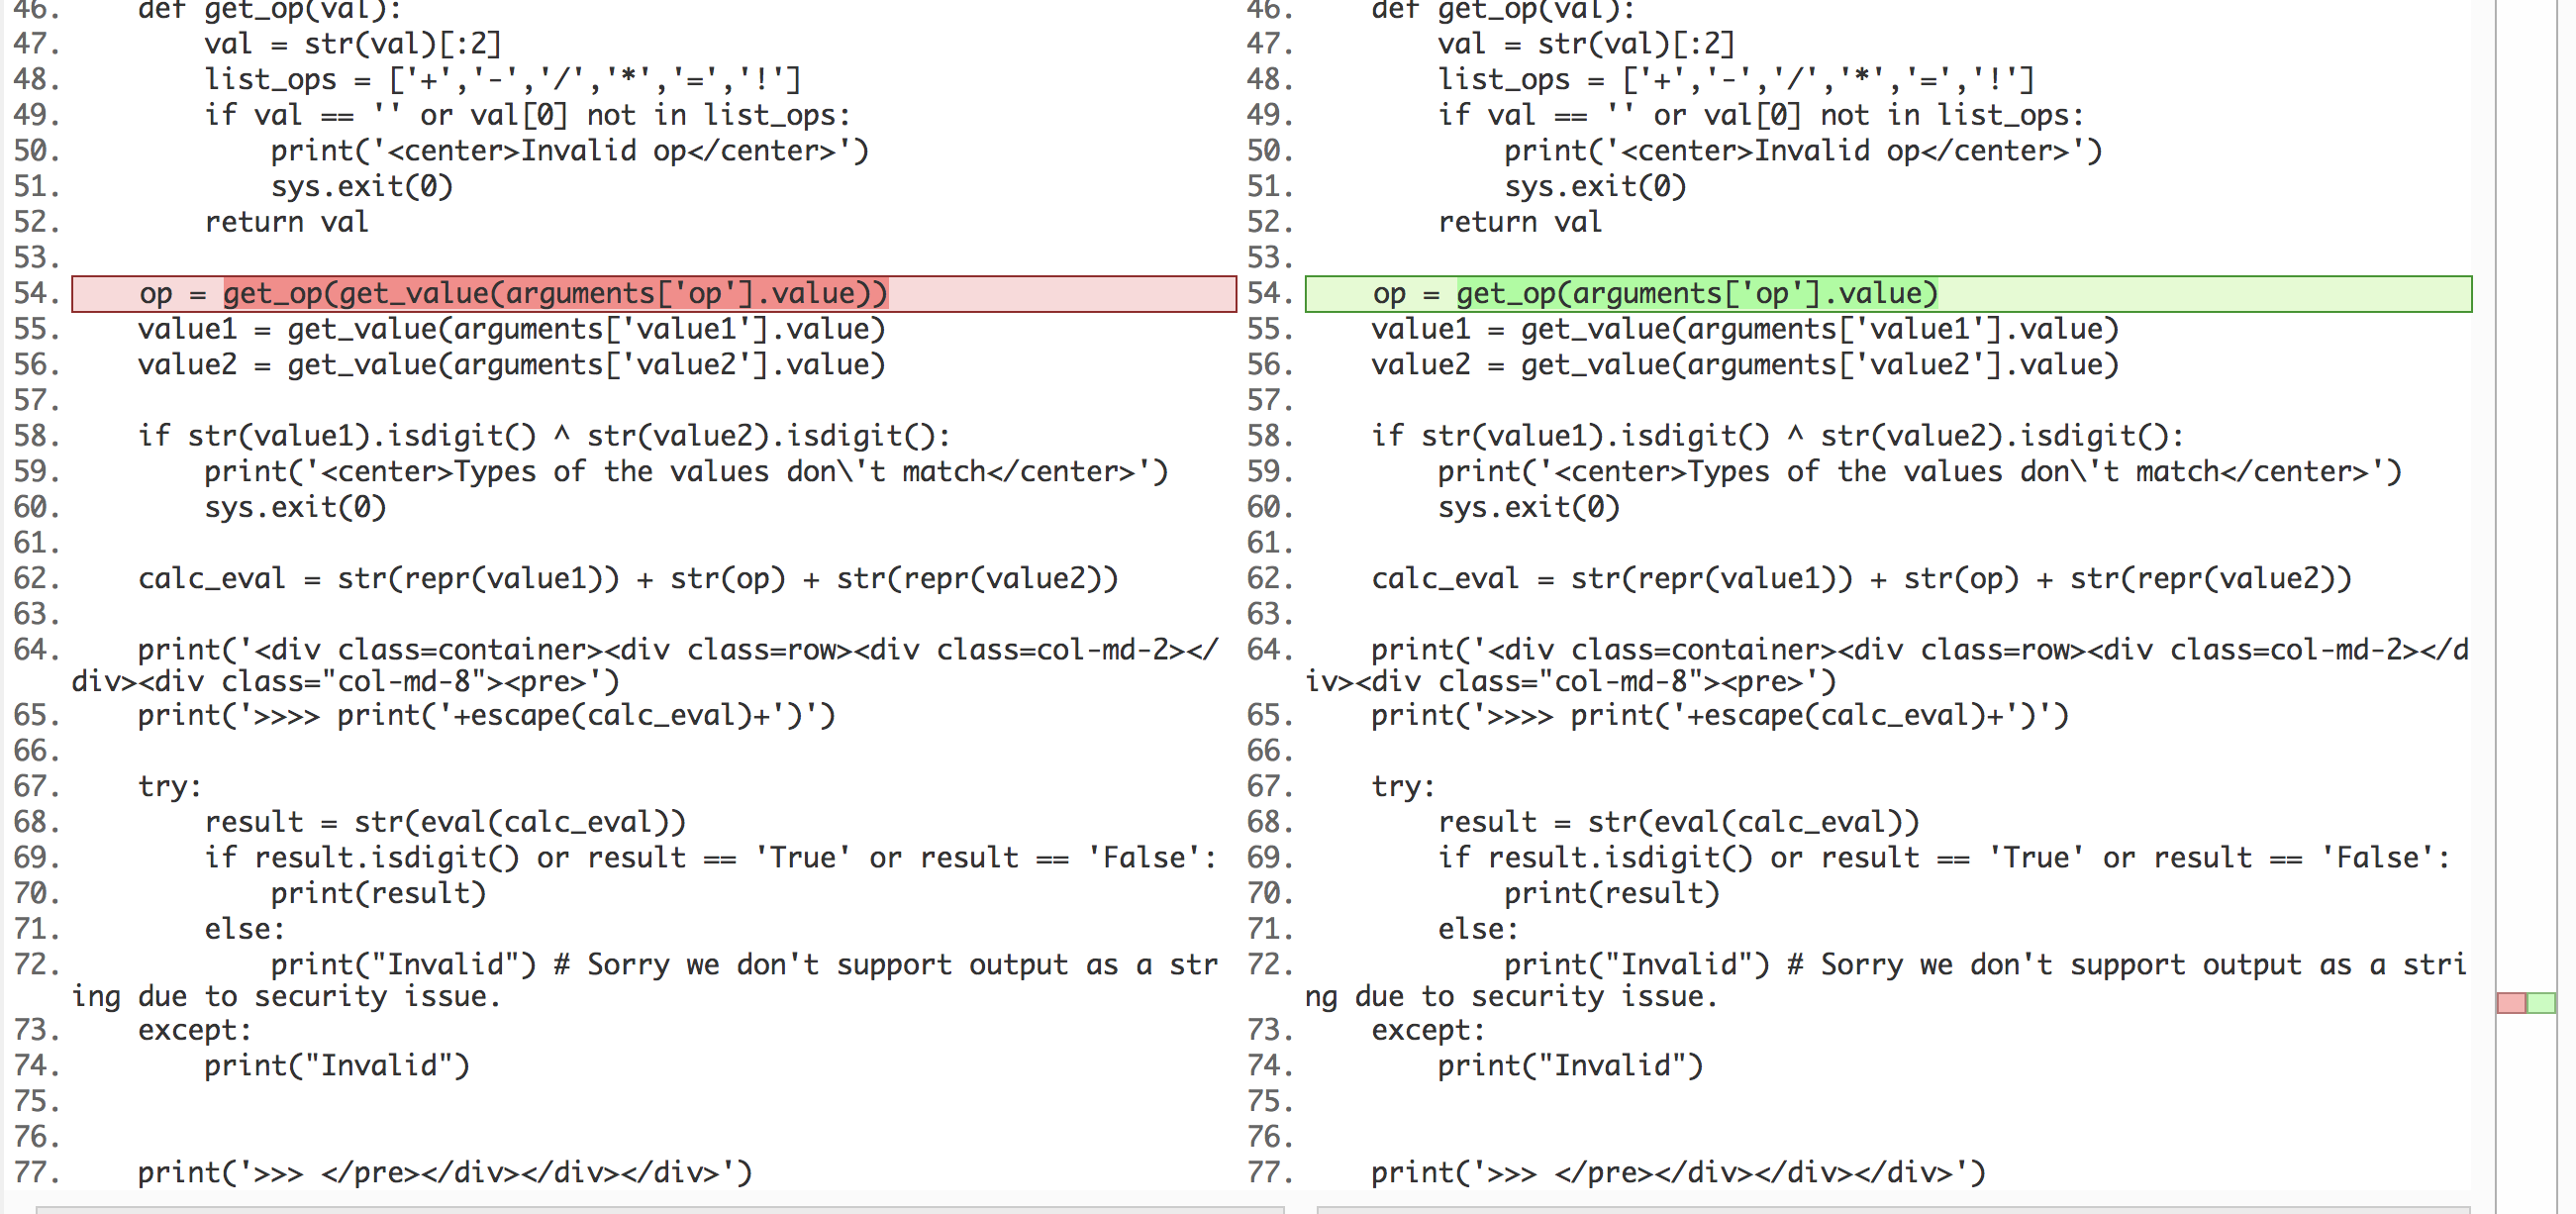 46.     def get_op(val):
47.         val = str(val)[:2]
48.         list_ops = ['+','-','/','*','=','!']
49.         if val == '' or val[0] not in list_ops:
50.             print('<center>Invalid op</center>')
51.             sys.exit(0)
52.         return val
53.
54.     op = get_op(get_value(arguments['op'].value))
55.     value1 = get_value(arguments['value1'].value)
56.     value2 = get_value(arguments['value2'].value)
57.
58.     if str(value1).isdigit() ^ str(value2).isdigit():
59.         print('<center>Types of the values don\'t match</center>')
60.         sys.exit(0)
61.
62.     calc_eval = str(repr(value1)) + str(op) + str(repr(value2))
63.
64.     print('<div class=container><div class=row><div class=col-md-2></
div><div class="col-md-8"><pre>')
65.     print('>>>> print('+escape(calc_eval)+')')
66.
67.     try:
68.         result = str(eval(calc_eval))
69.         if result.isdigit() or result == 'True' or result == 'False':
70.             print(result)
71.         else:
72.             print("Invalid") # Sorry we don't support output as a str
ing due to security issue.
73.     except:
74.         print("Invalid")
75.
76.
77.     print('>>> </pre></div></div></div>')
46.     def get_op(val):
47.         val = str(val)[:2]
48.         list_ops = ['+','-','/','*','=','!']
49.         if val == '' or val[0] not in list_ops:
50.             print('<center>Invalid op</center>')
51.             sys.exit(0)
52.         return val
53.
54.     op = get_op(arguments['op'].value)
55.     value1 = get_value(arguments['value1'].value)
56.     value2 = get_value(arguments['value2'].value)
57.
58.     if str(value1).isdigit() ^ str(value2).isdigit():
59.         print('<center>Types of the values don\'t match</center>')
60.         sys.exit(0)
61.
62.     calc_eval = str(repr(value1)) + str(op) + str(repr(value2))
63.
64.     print('<div class=container><div class=row><div class=col-md-2></d
iv><div class="col-md-8"><pre>')
65.     print('>>>> print('+escape(calc_eval)+')')
66.
67.     try:
68.         result = str(eval(calc_eval))
69.         if result.isdigit() or result == 'True' or result == 'False':
70.             print(result)
71.         else:
72.             print("Invalid") # Sorry we don't support output as a stri
ng due to security issue.
73.     except:
74.         print("Invalid")
75.
76.
77.     print('>>> </pre></div></div></div>')